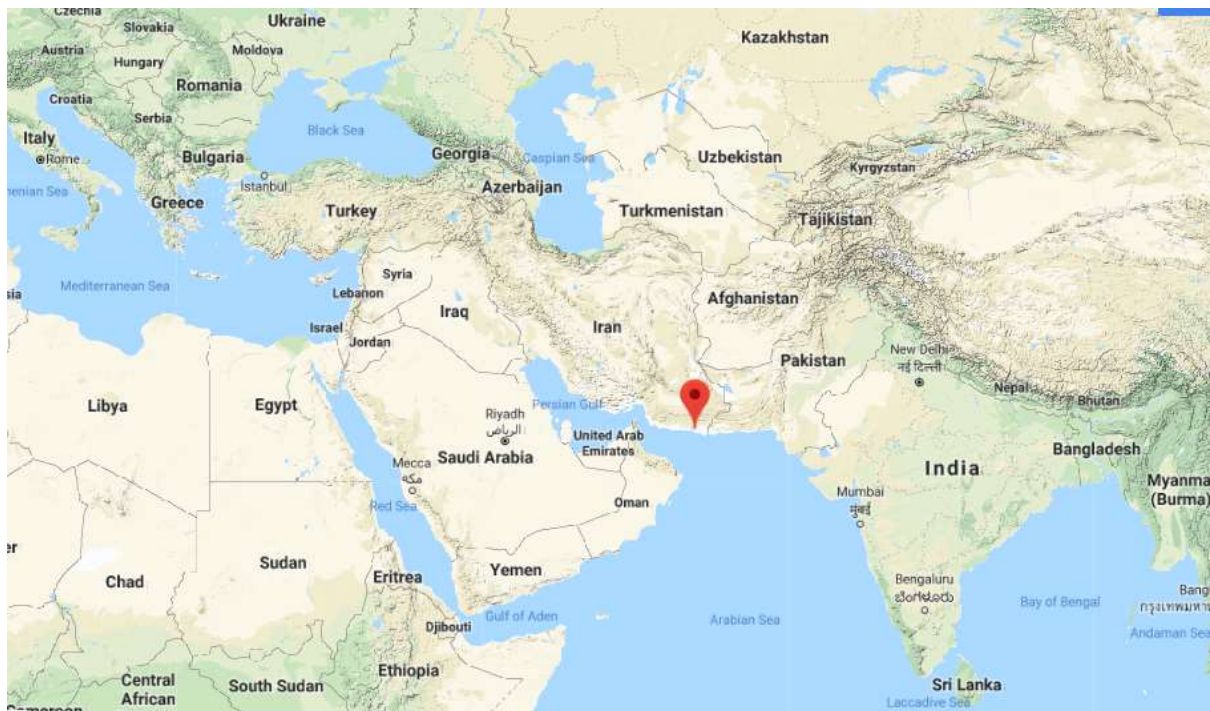 Czechia
Slovakia
Ukraine
Kazakhstan
Austria
Hungary
Moldova
Romania
Croatia
Serbia
Italy
Rome
Black Sea
Bulgaria
Georgia
Caspian Sea
Uzbekistan
Kyrgyzstan
Istanbul
Azerbaijan
Greece
Turkey
Turkmenistan
Tajikistan
Syria
Mediterranean Sea
Lebanon
Afghanistan
Iraq
Israel
Iran
Jordan
Pakistan
New Delhi
नई दिल्ली
Nepal
Bhutan
Libya
Egypt
Persian Gulf
Riyadh
الرياض
United Arab
Emirates
Bangladesh
Saudi Arabia
Mecca
مكة
India
Myanmar
(Burma)
Red Sea
Oman
Mumbai
मुंबई
Chad
Sudan
Eritrea
Yemen
Bengaluru
ಬೆಂಗಳೂರು
Bay of Bengal
Gulf of Aden
Arabian Sea
Djibouti
Andaman Sea
Ethiopia
Central
African
South Sudan
Sri Lanka
Laccadive Sea